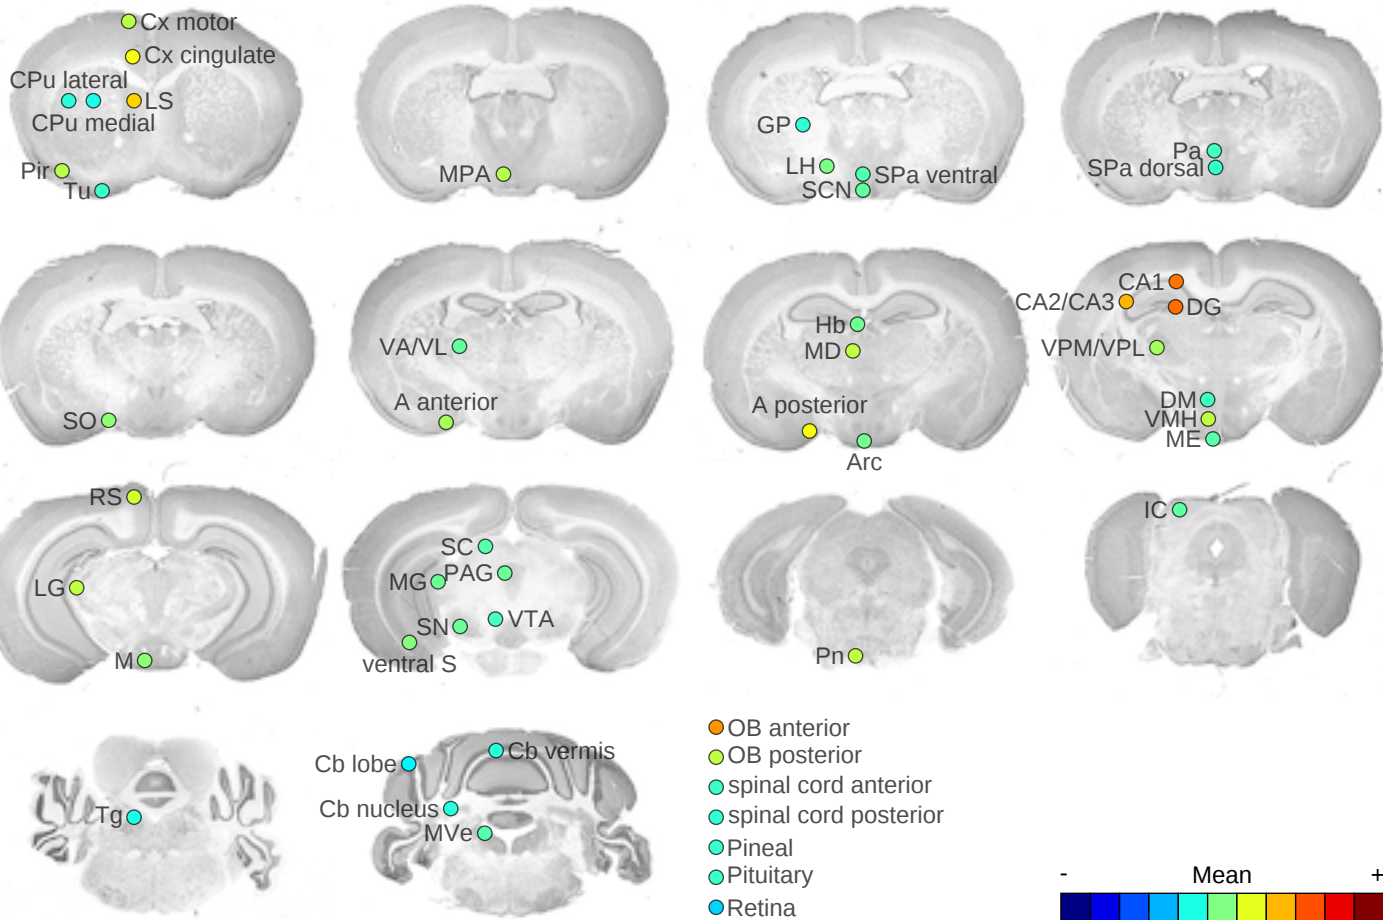 Cx motor
Cx cingulate
CPu lateral
LS
CPu medial
Pir
Tu
MPA
GP
LH
SPa ventral
SCN
Pa
SPa dorsal
SO
VA/VL
A anterior
Hb
MD
A posterior
Arc
CA1
CA2/CA3
DG
VPM/VPL
DM
VMH
ME
RS
LG
M
SC
MG
PAG
SN
VTA
ventral S
Pn
IC
Tg
Cb lobe
Cb vermis
Cb nucleus
MVe
OB anterior
OB posterior
spinal cord anterior
spinal cord posterior
Pineal
Pituitary
Retina
- Mean +